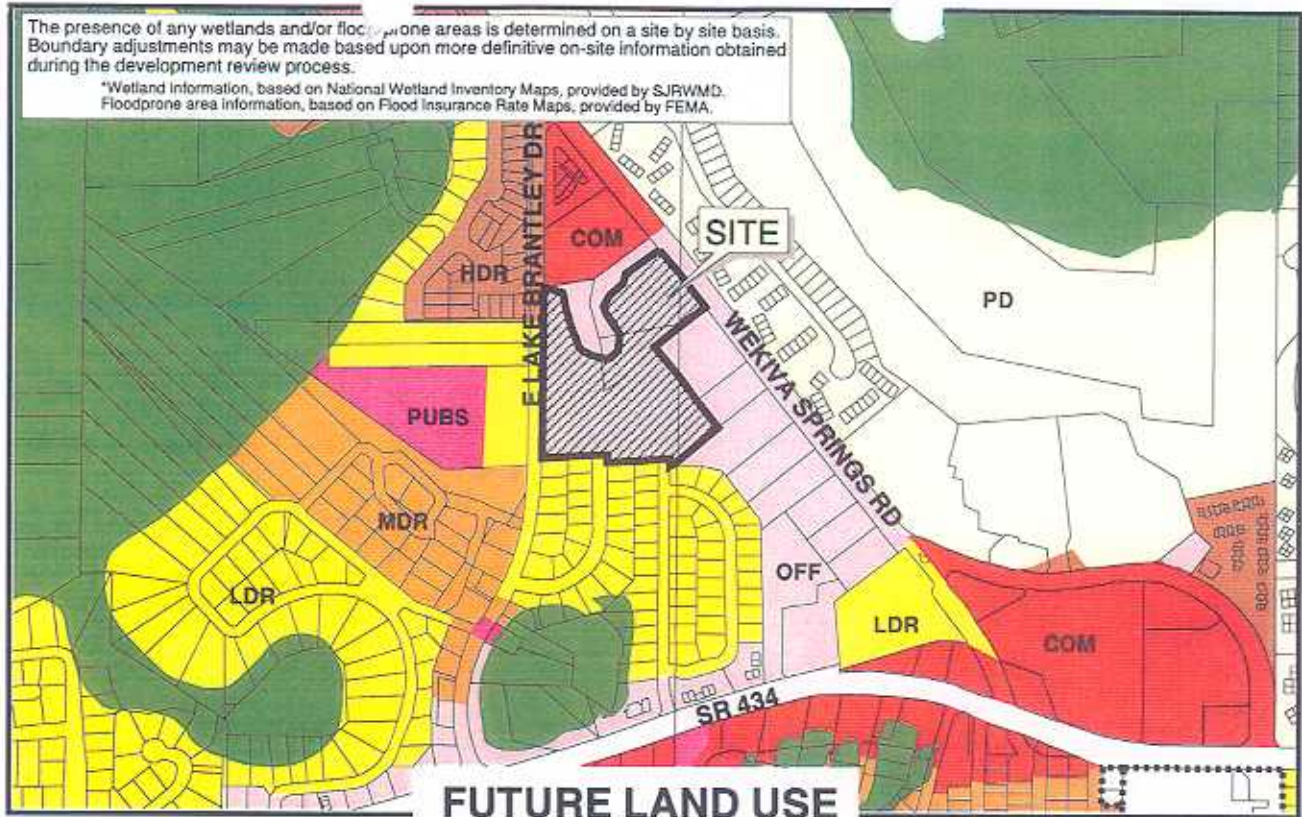 The presence of any wetlands and/or floodprone areas is determined on a site by site basis.
Boundary adjustments may be made based upon more definitive on-site information obtained
during the development review process.
*Wetland information, based on National Wetland Inventory Maps, provided by SJRWMD.
Floodprone area information, based on Flood Insurance Rate Maps, provided by FEMA.
E LAKE BRANTLEY DR
COM
SITE
HDR
PD
WEKIVA SPRINGS RD
PUBS
MDR
OFF
LDR
LDR
COM
SR 434
FUTURE LAND USE